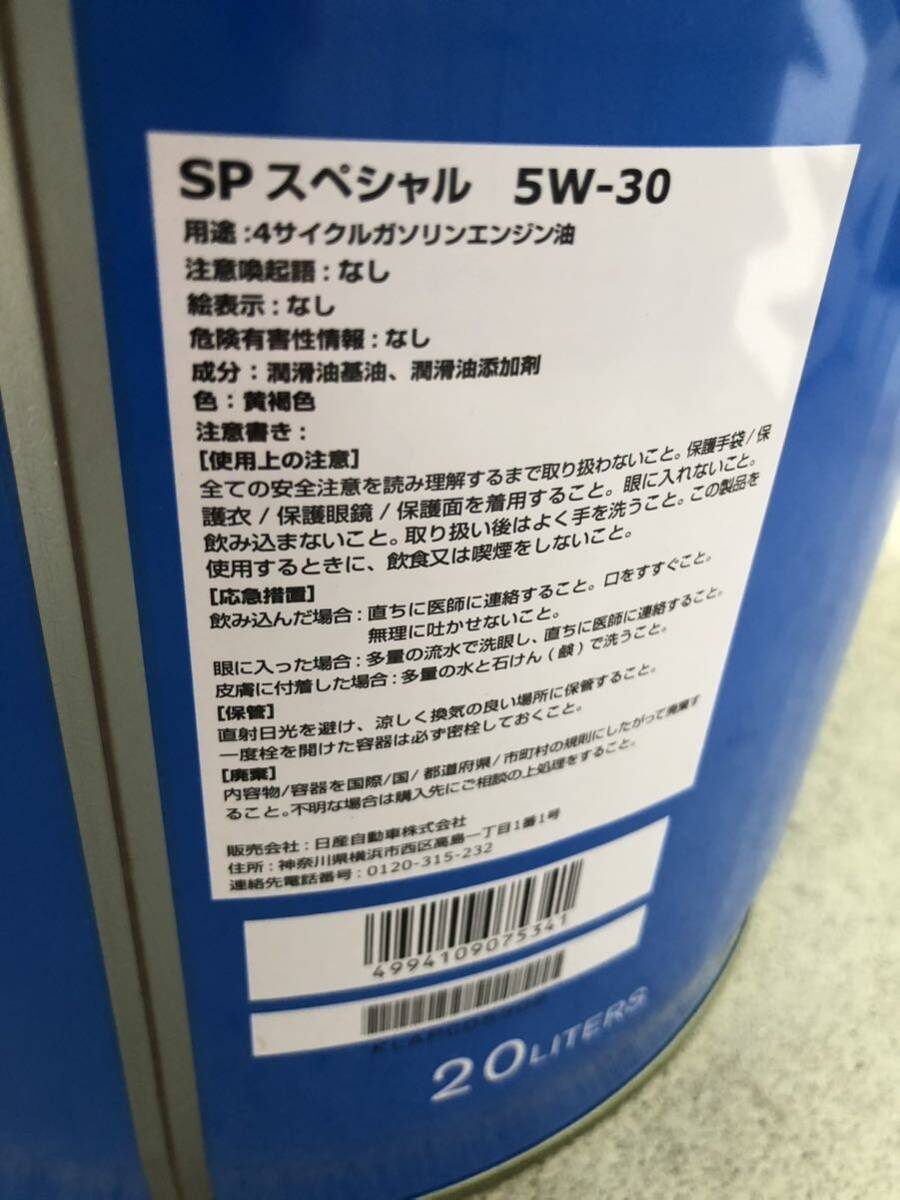 SP スペシャル 5W-30
用途:4サイクルガソリンエンジン油
注意喚起語:なし
絵表示:なし
危険有害性情報:なし
成分:潤滑油基油、潤滑油添加剤
色:黄褐色
注意書き:
[使用上の注意]
全ての安全注意を読み理解するまで取り扱わないこと。保護手袋/保
護衣/保護眼鏡/保護面を着用すること。眼に入れないこと。
飲み込まないこと。取り扱い後はよく手を洗うこと。この製品を
使用するときに、飲食又は喫煙をしないこと。
[応急措置]
飲み込んだ場合:直ちに医師に連絡すること。口をすすぐこと。
無理に吐かせないこと。
眼に入った場合:多量の流水で洗眼し、直ちに医師に連絡すること。
皮膚に付着した場合:多量の水と石けん(鹸)で洗うこと。
[保管]
直射日光を避け、涼しく換気の良い場所に保管すること。
一度栓を開けた容器は必ず密栓しておくこと。
[廃棄]
内容物/容器を国際/国/都道府県/市町村の規則にしたがって廃棄す
ること。不明な場合は購入先にご相談の上処理をすること。
販売会社:日産自動車株式会社
住所:神奈川県横浜市西区高島一丁目1番1号
連絡先電話番号:0120-315-232
4994109075341
20 LITERS